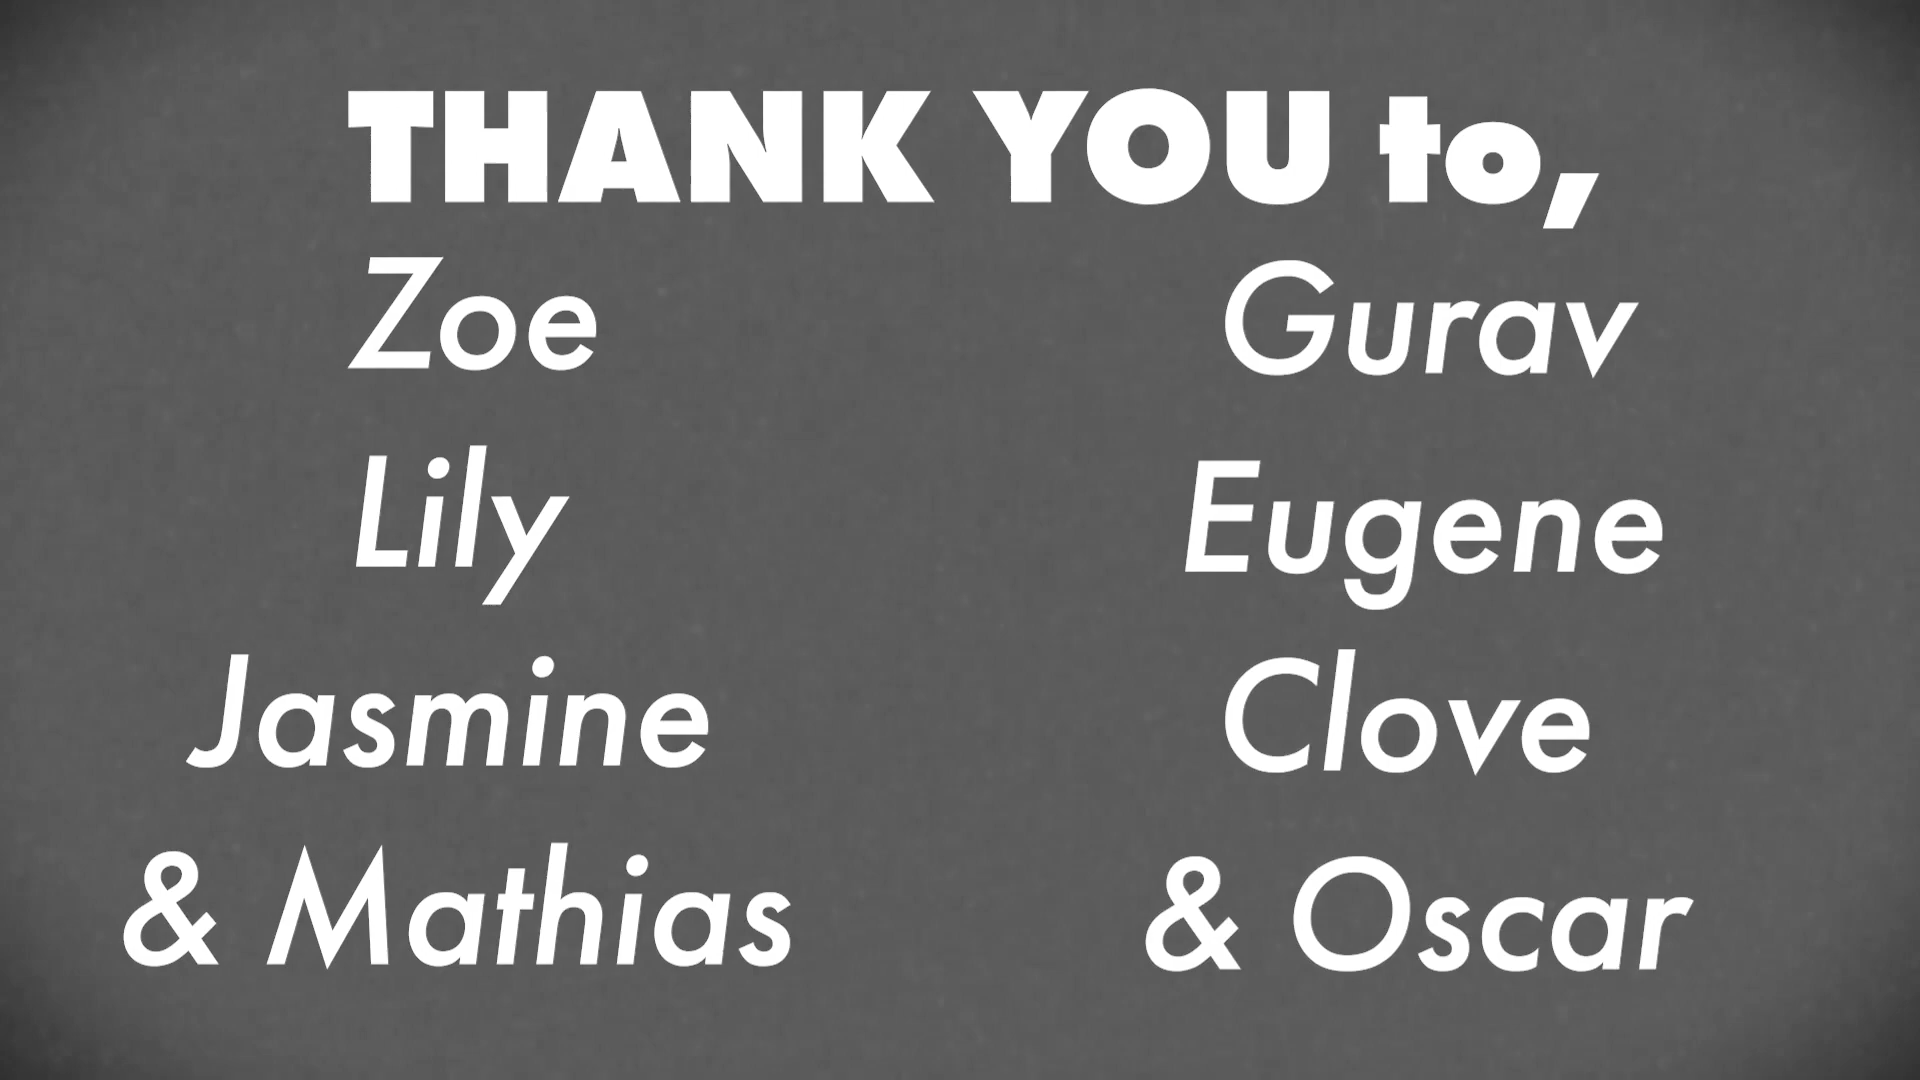 THANK YOU to,
Zoe
Lily
Jasmine
& Mathias
Gurav
Eugene
Clove
& Oscar